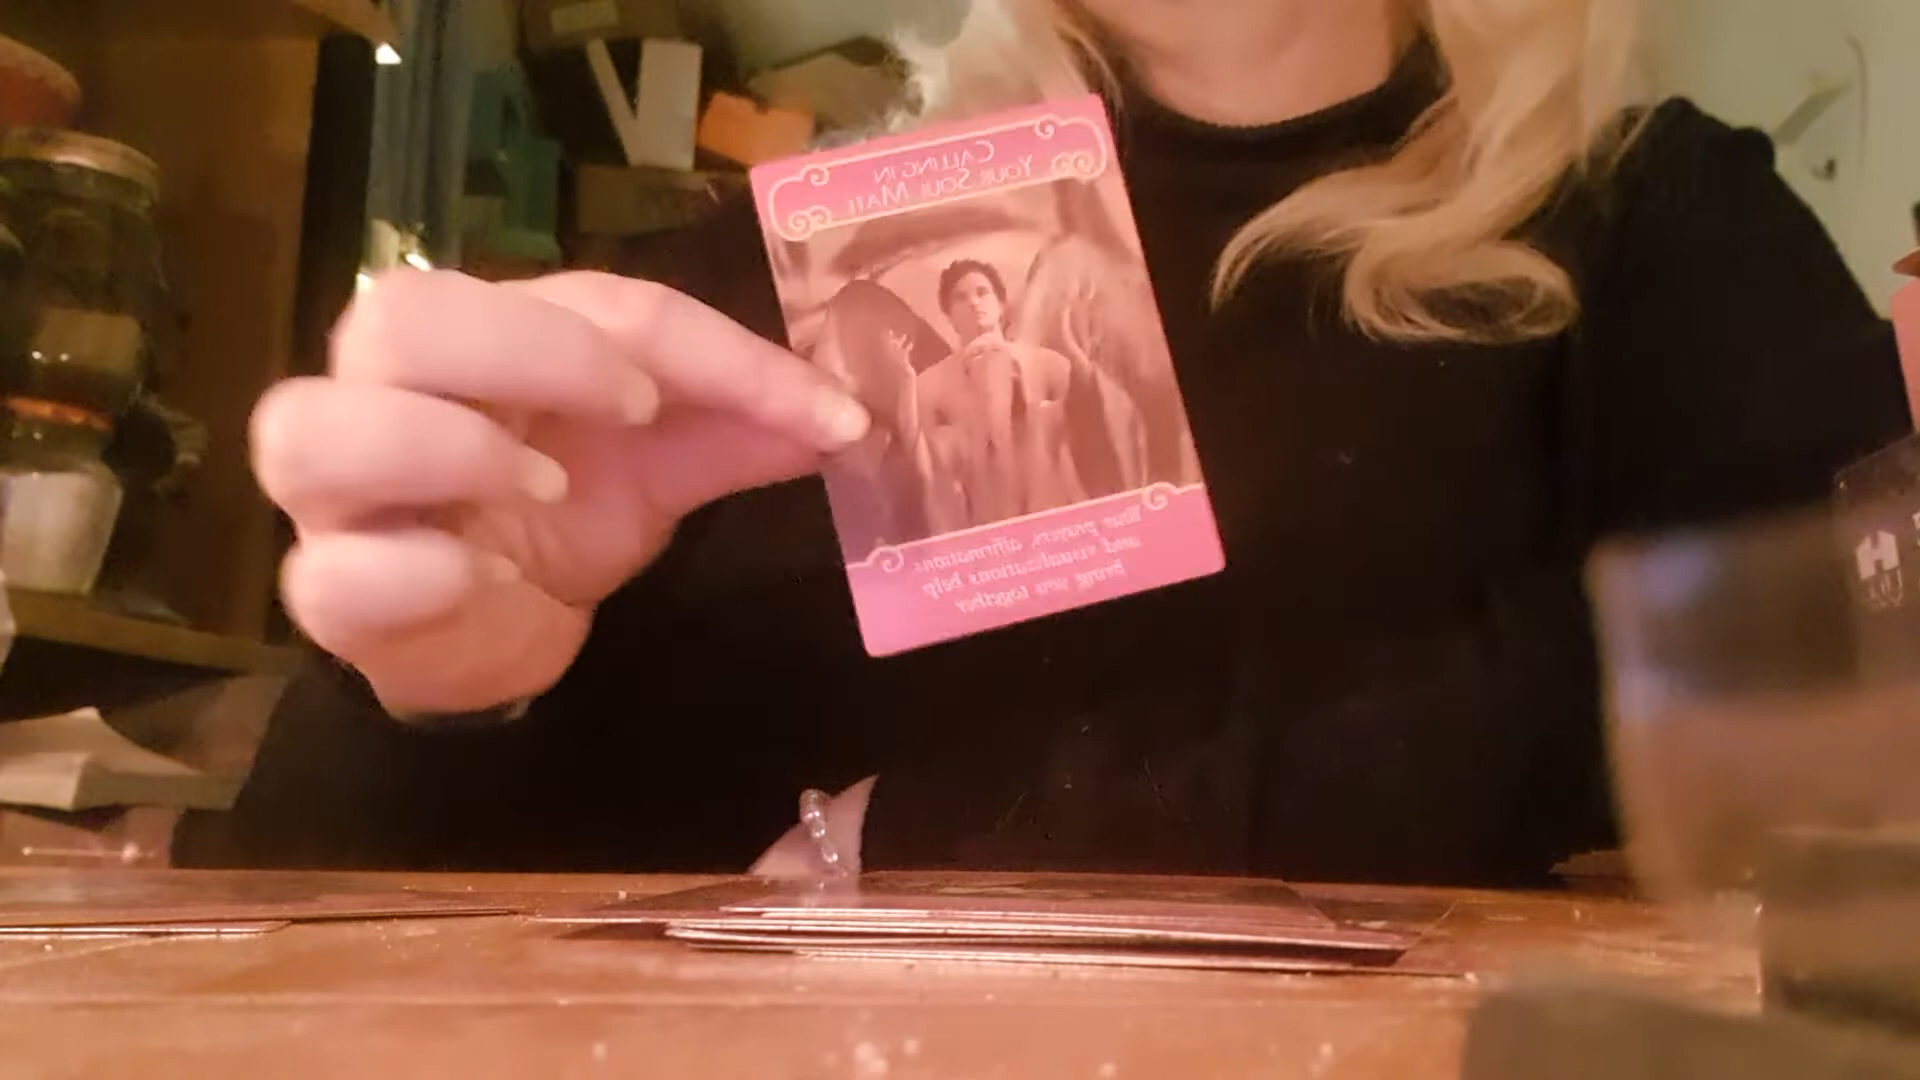 CALLING IN
YOUR SOUL MATE
Your prayers, affirmations,
and visualizations help
bring you together
H